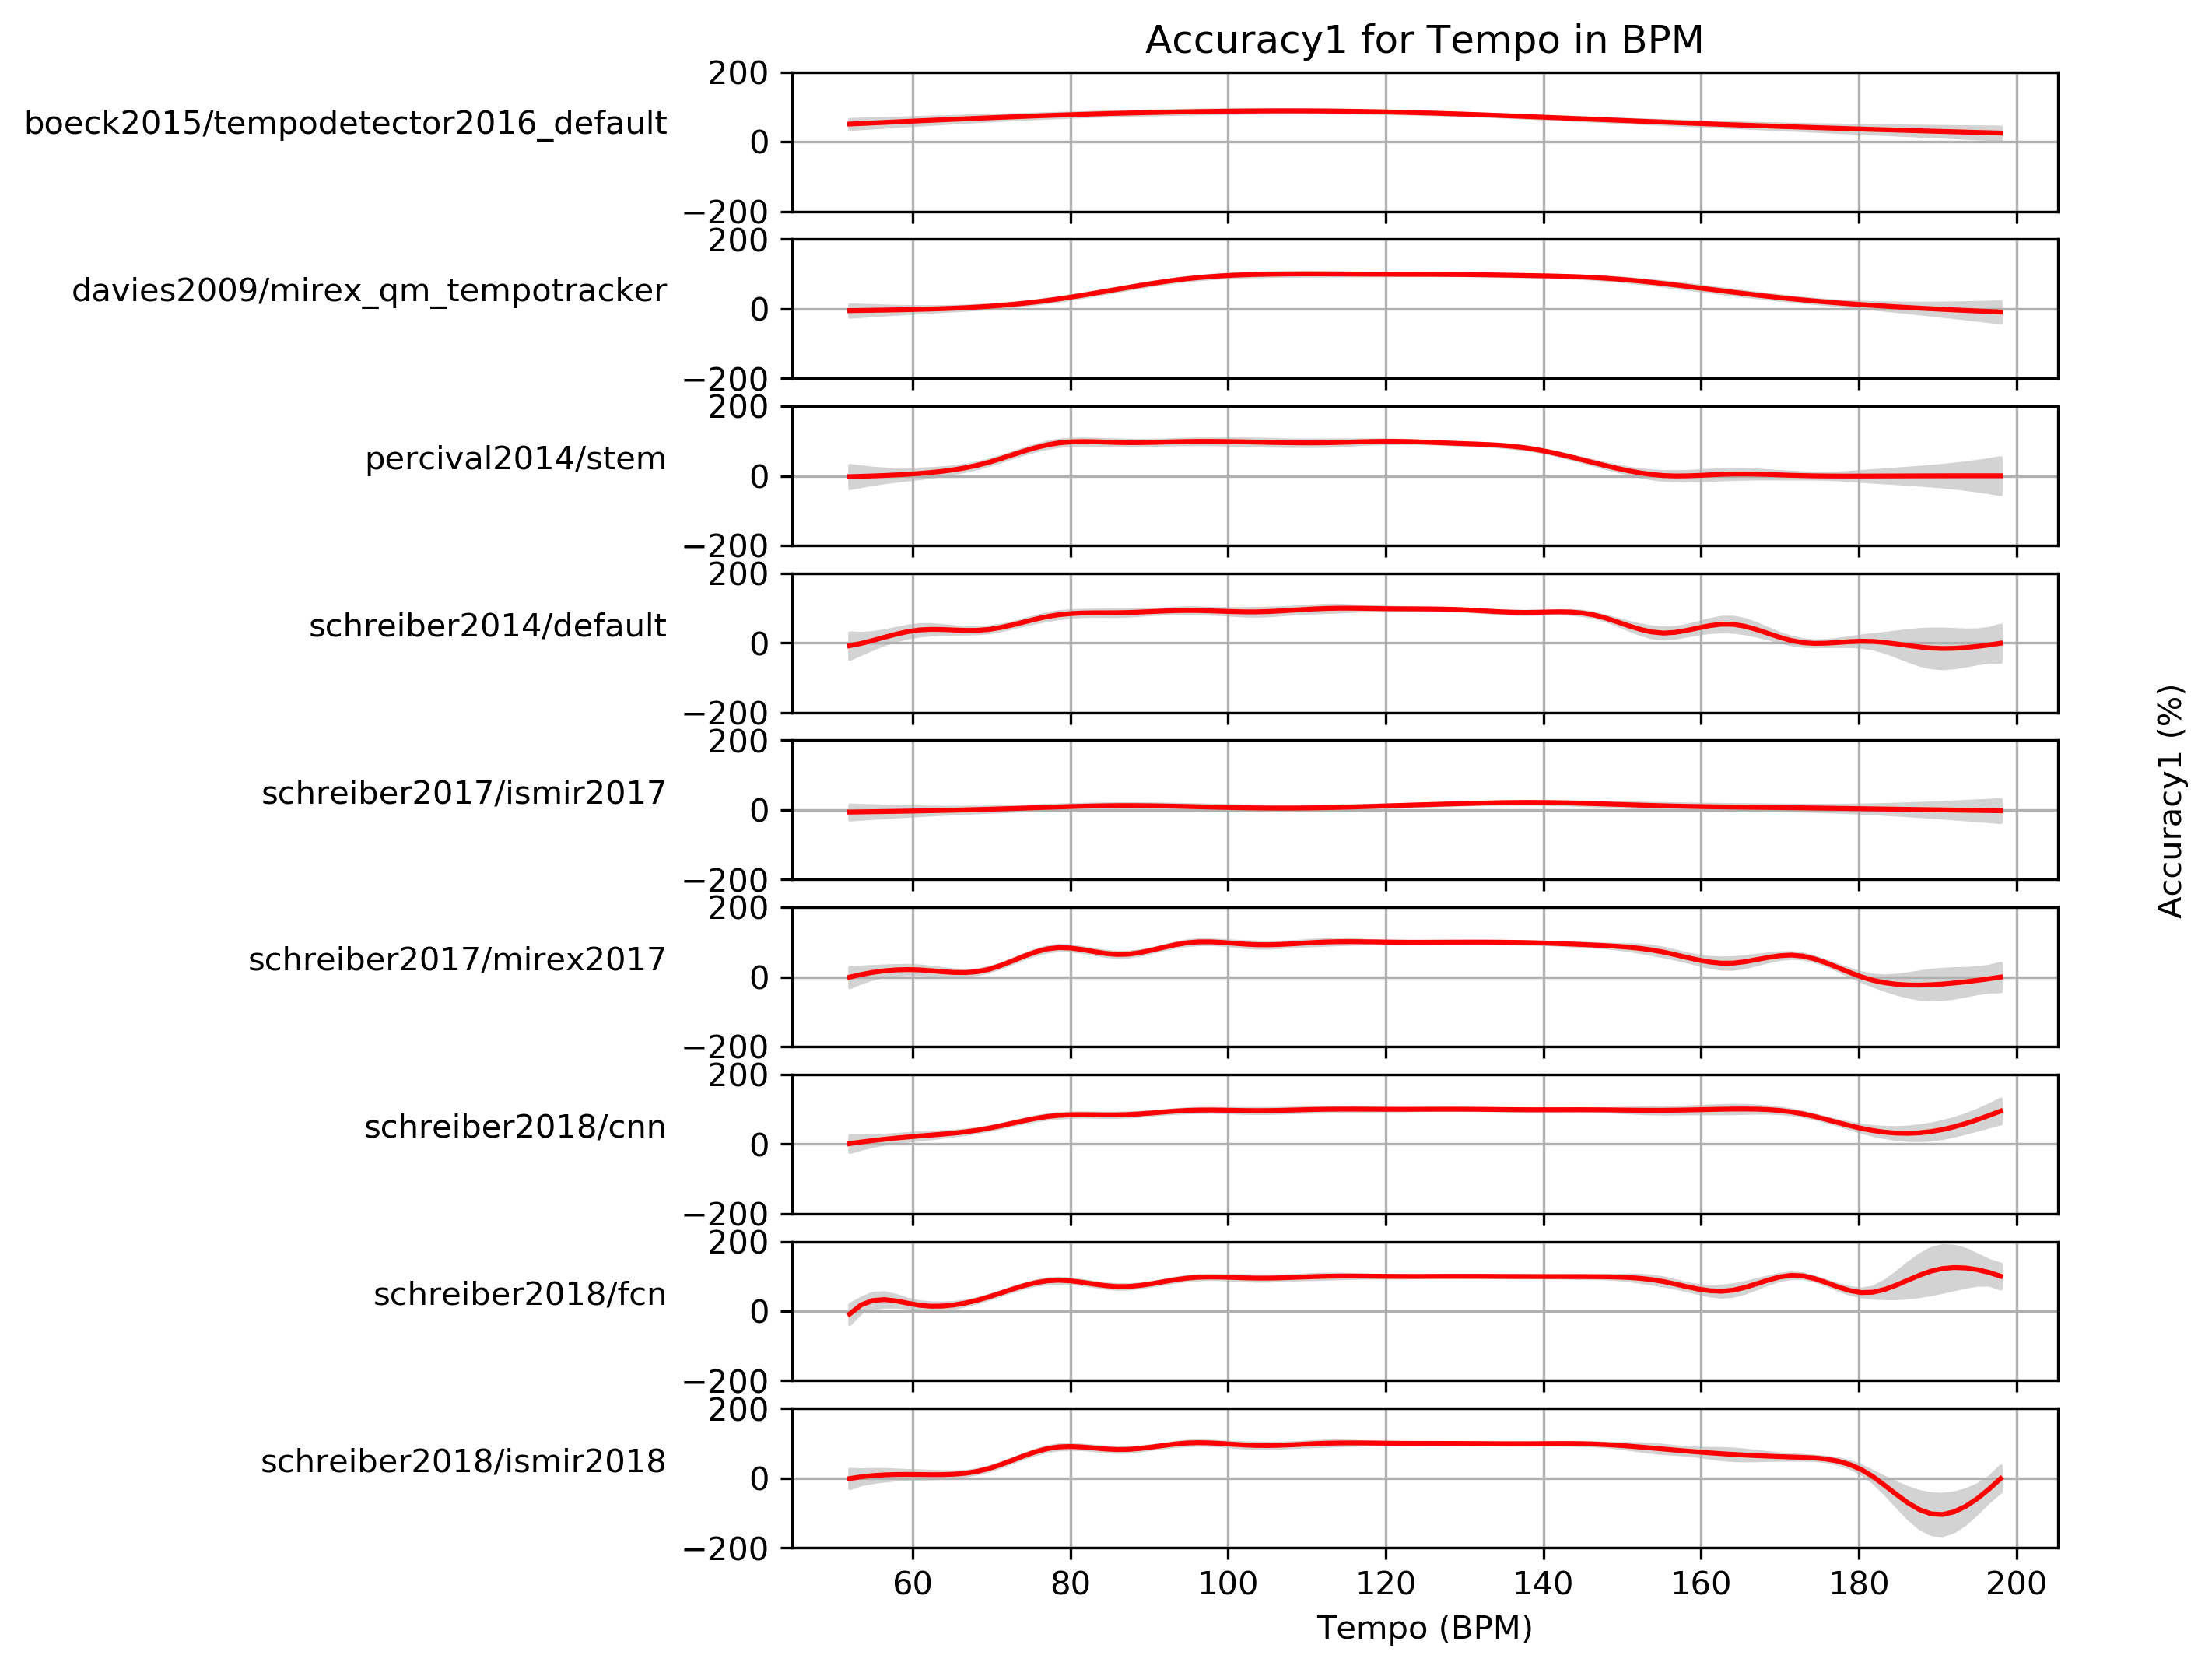 Accuracy1 for Tempo in BPM
boeck2015/tempodetector2016_default
200
0
−200
davies2009/mirex_qm_tempotracker
200
0
−200
percival2014/stem
200
0
−200
schreiber2014/default
200
0
−200
schreiber2017/ismir2017
200
0
−200
schreiber2017/mirex2017
200
0
−200
schreiber2018/cnn
200
0
−200
schreiber2018/fcn
200
0
−200
schreiber2018/ismir2018
200
0
−200
60 80 100 120 140 160 180 200
Tempo (BPM)
Accuracy1 (%)